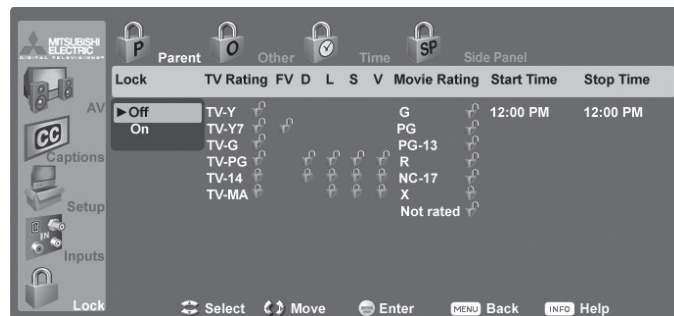 MITSUBISHI
ELECTRIC
DIGITAL TELEVISIONS
P Parent O Other Time SP Side Panel
Lock TV Rating FV D L S V Movie Rating Start Time Stop Time
AV
Off TV-Y G 12:00 PM 12:00 PM
On TV-Y7 PG
CC TV-G PG-13
Captions TV-PG R
TV-14 NC-17
TV-MA X
Setup Not rated
IN
Inputs
Lock Select Move Enter MENU Back INFO Help